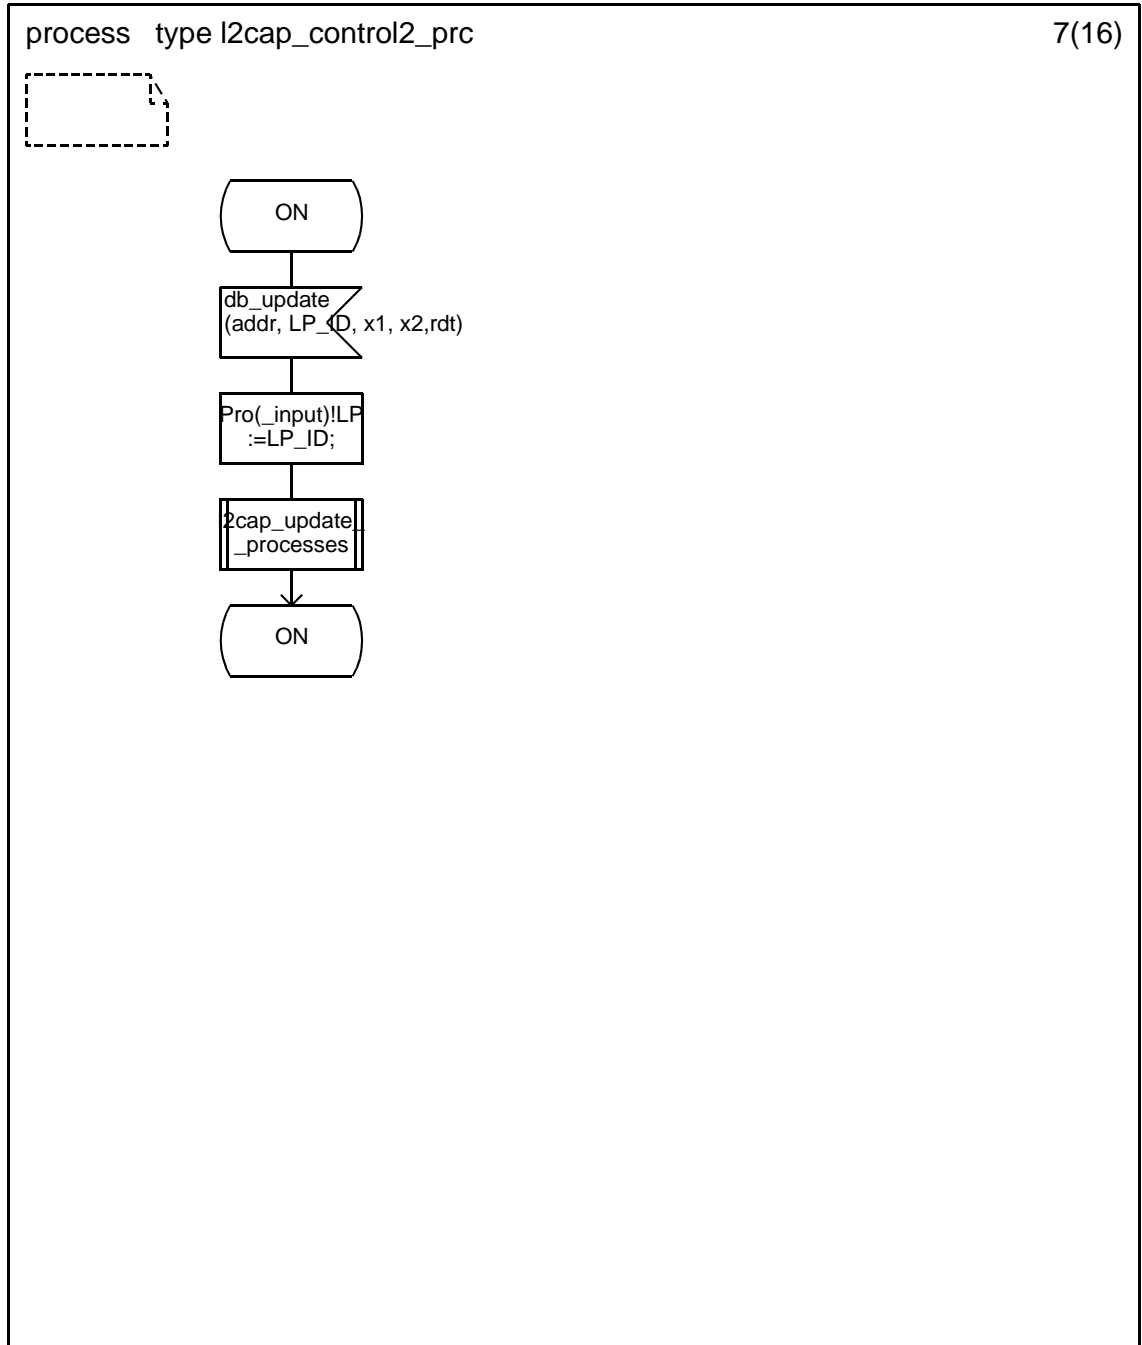 process type l2cap_control2_prc
7(16)
ON
db_update
(addr, LP_ID, x1, x2,rdt)
Pro(_input)!LP
:=LP_ID;
2cap_update_
_processes
ON